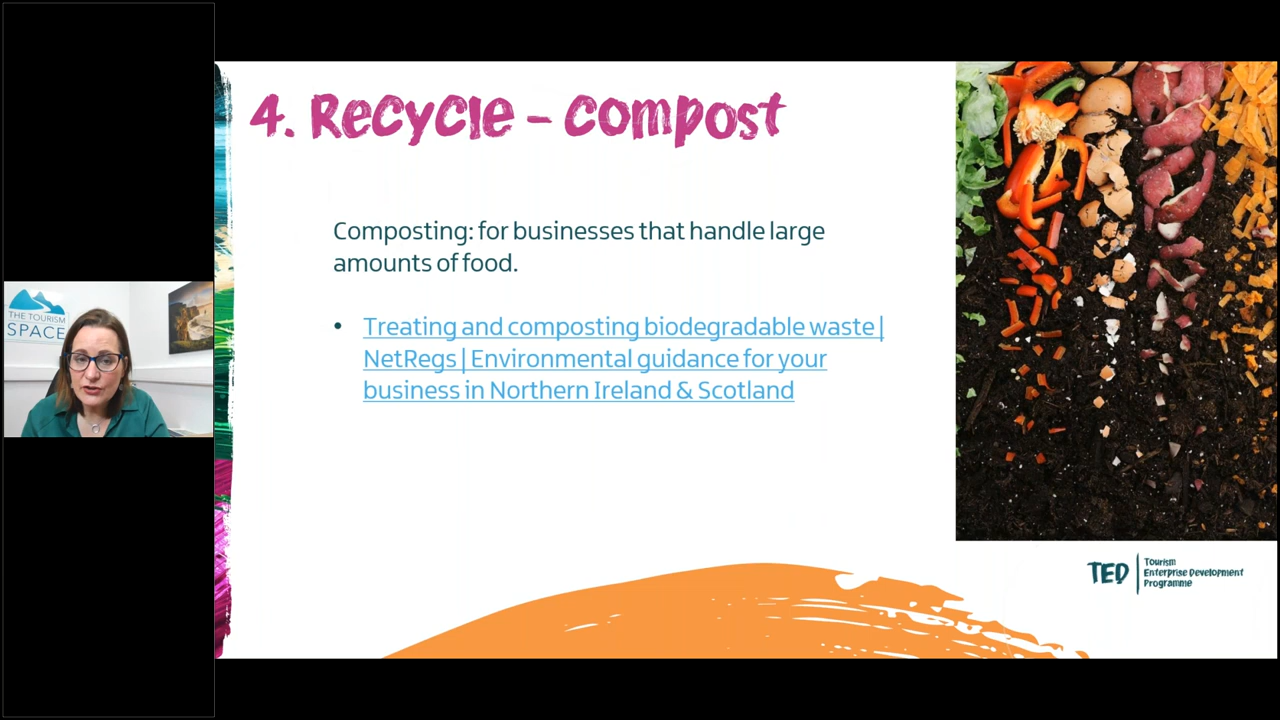 4. Recycle - Compost
Composting: for businesses that handle large
amounts of food.
• Treating and composting biodegradable waste |
NetRegs | Environmental guidance for your
business in Northern Ireland & Scotland
THE TOURISM
SPACE
TED
Tourism
Enterprise Development
Programme